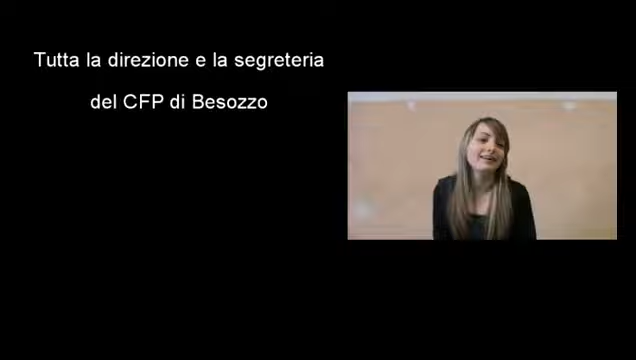 Tutta la direzione e la segreteria
del CFP di Besozzo